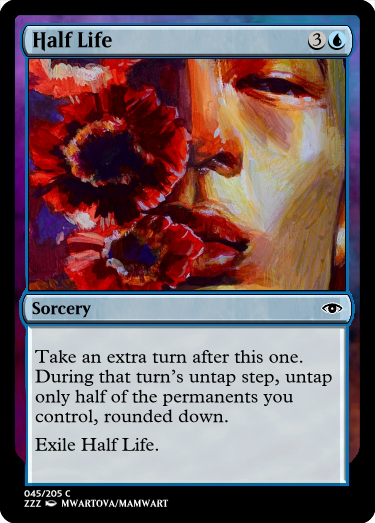 Half Life 3
Sorcery
Take an extra turn after this one.
During that turn's untap step, untap
only half of the permanents you
control, rounded down.
Exile Half Life.
045/205 C
ZZZ MWARTOVA/MAMWART